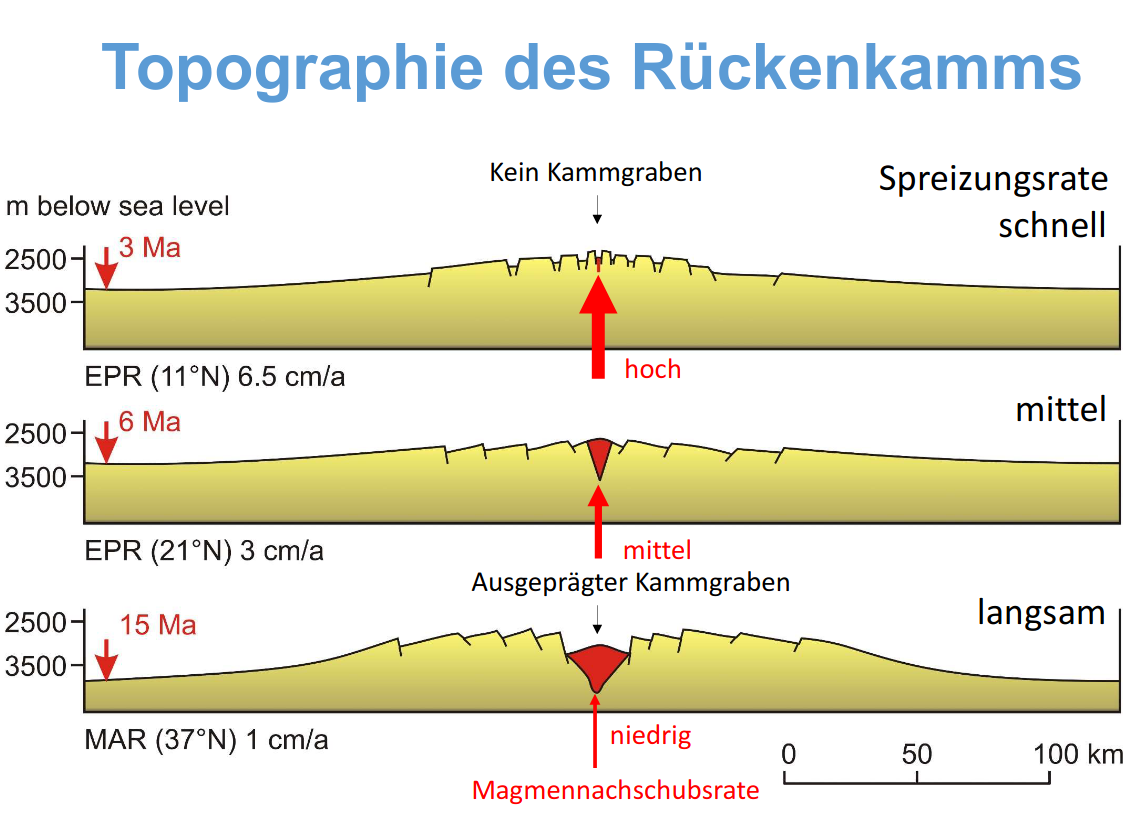 Topographie des Rückenkamms
Kein Kammgraben
Spreizungsrate
schnell
m below sea level
3 Ma
2500
3500
hoch
EPR (11°N) 6.5 cm/a
mittel
6 Ma
2500
3500
EPR (21°N) 3 cm/a
mittel
Ausgeprägter Kammgraben
langsam
15 Ma
2500
3500
MAR (37°N) 1 cm/a
niedrig
0 50 100 km
Magmennachschubsrate